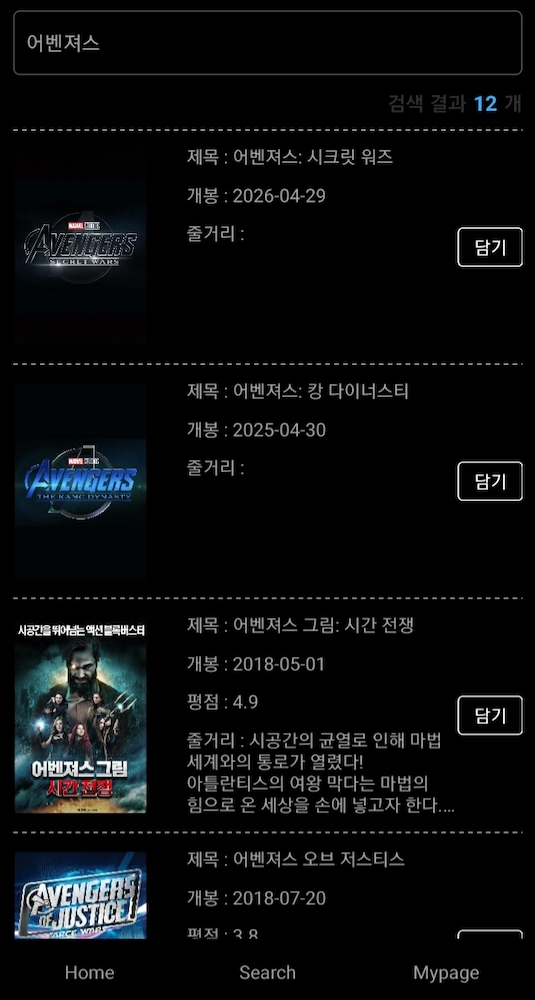 어벤져스
검색 결과 12 개
제목 : 어벤져스: 시크릿 워즈
개봉 : 2026-04-29
줄거리 :
담기
MARVEL STUDIOS
AVENGERS
SECRET WARS
제목 : 어벤져스: 캉 다이너스티
개봉 : 2025-04-30
줄거리 :
담기
MARVEL STUDIOS
AVENGERS
THE KANG DYNASTY
제목 : 어벤져스 그림: 시간 전쟁
개봉 : 2018-05-01
평점 : 4.9
줄거리 : 시공간의 균열로 인해 마법
세계와의 통로가 열렸다!
아틀란티스의 여왕 막다는 마법의
힘으로 온 세상을 손에 넣고자 한다....
담기
시공간을 뛰어넘는 액션 블록버스터
어벤져스 그림
시간 전쟁
제목 : 어벤져스 오브 저스티스
개봉 : 2018-07-20
평점 : 3.8
AVENGERS
OF JUSTICE
FARCE WARS
Home
Search
Mypage